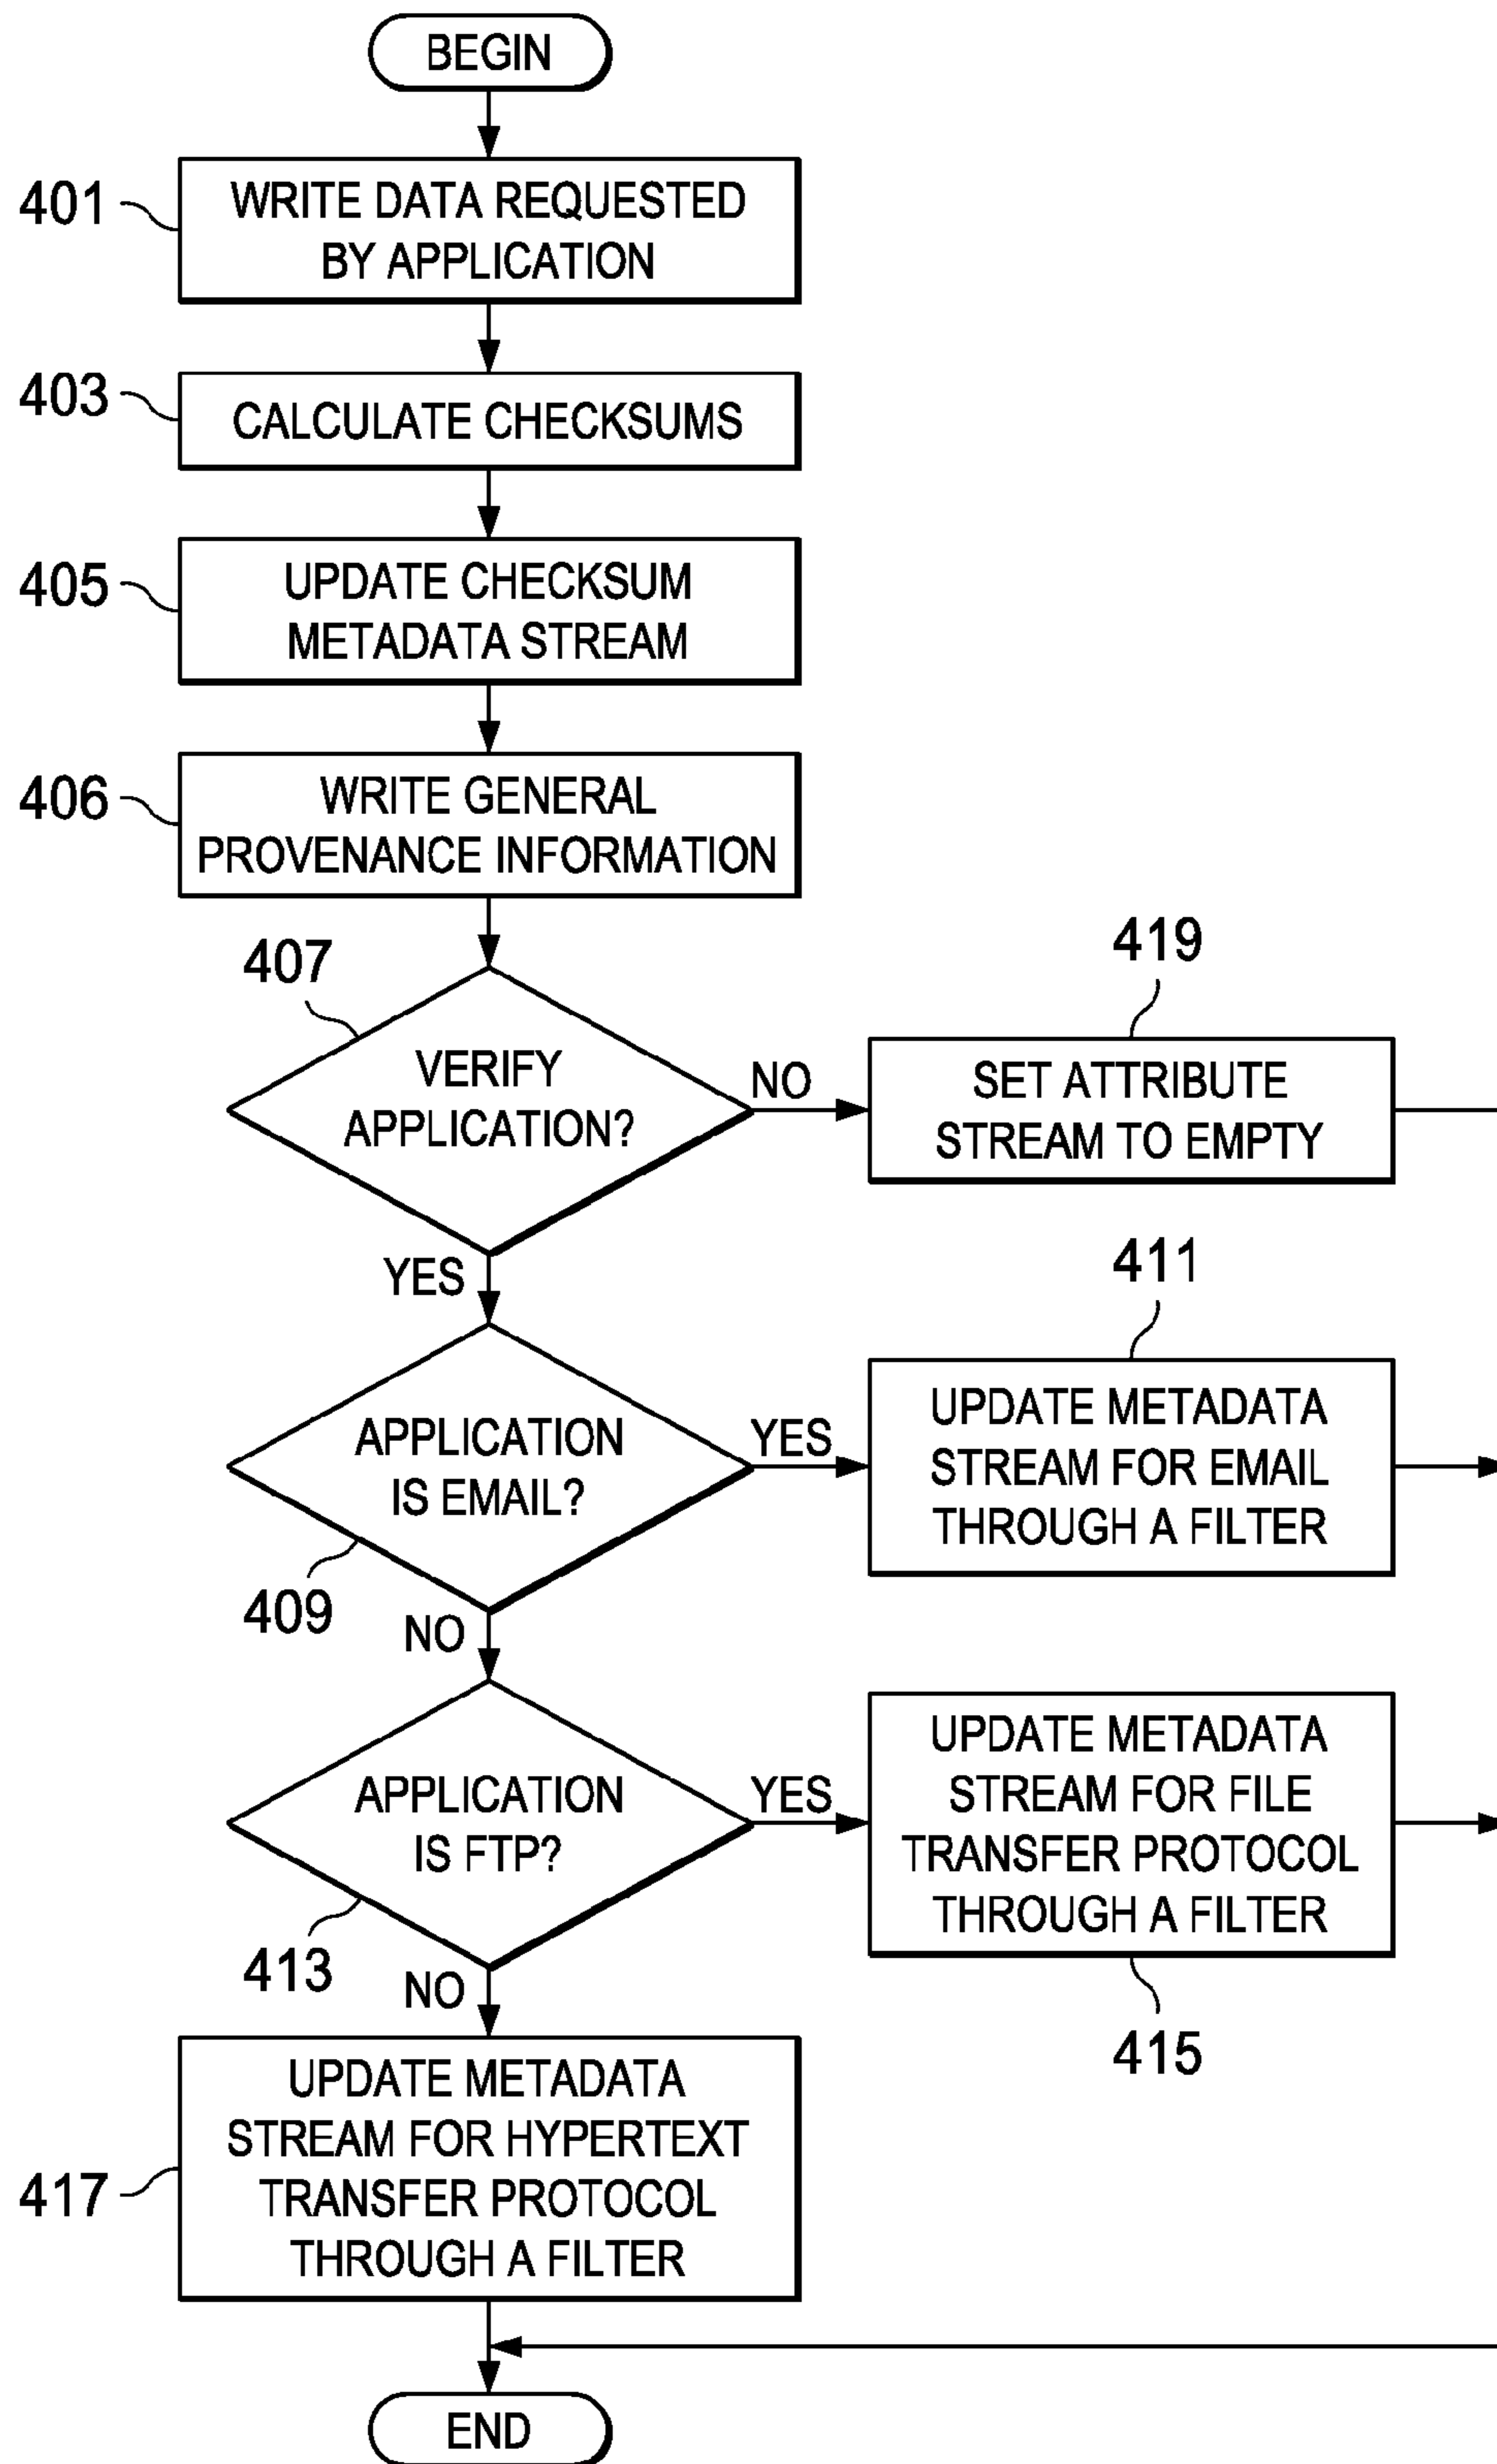 BEGIN
401
WRITE DATA REQUESTED
BY APPLICATION
403
CALCULATE CHECKSUMS
405
UPDATE CHECKSUM
METADATA STREAM
406
WRITE GENERAL
PROVENANCE INFORMATION
407
VERIFY
APPLICATION?
NO
419
SET ATTRIBUTE
STREAM TO EMPTY
YES
409
APPLICATION
IS EMAIL?
YES
411
UPDATE METADATA
STREAM FOR EMAIL
THROUGH A FILTER
NO
413
APPLICATION
IS FTP?
YES
UPDATE METADATA
STREAM FOR FILE
TRANSFER PROTOCOL
THROUGH A FILTER
415
NO
417
UPDATE METADATA
STREAM FOR HYPERTEXT
TRANSFER PROTOCOL
THROUGH A FILTER
END